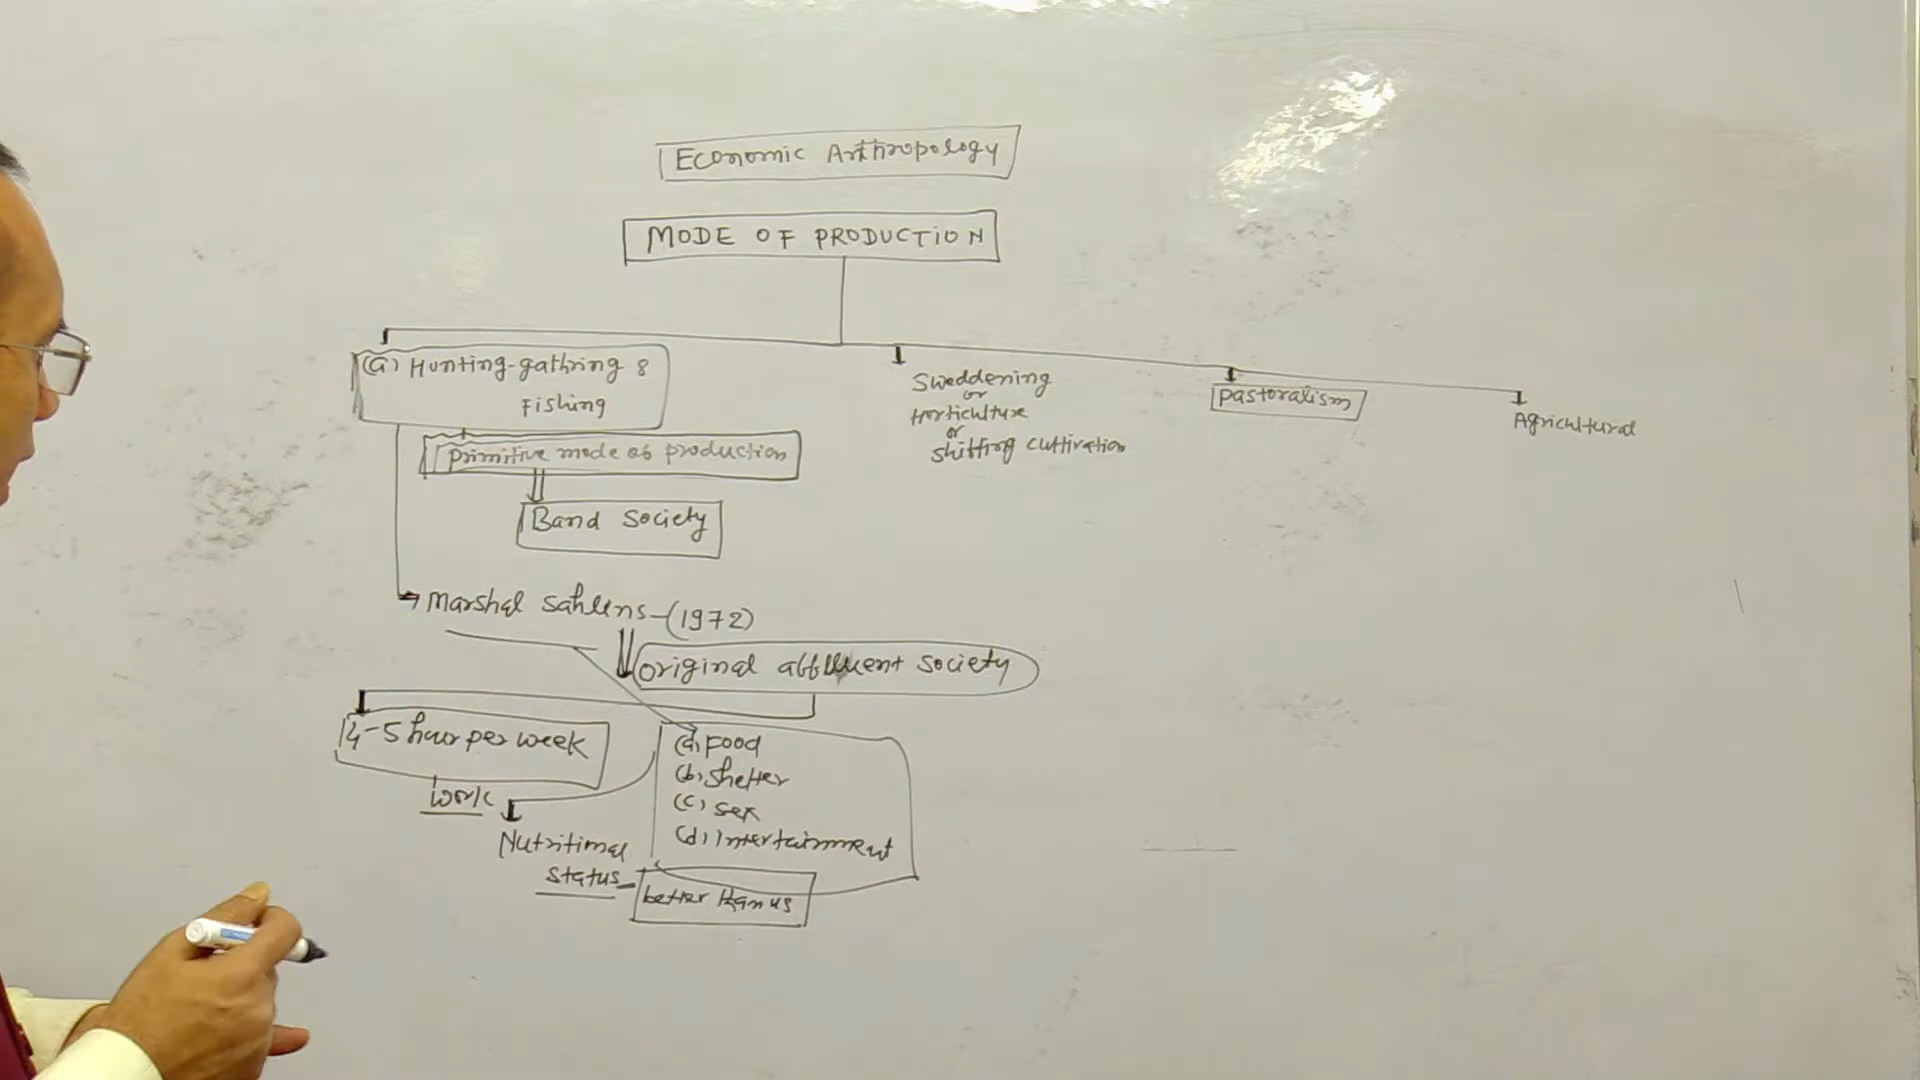 Economic Anthropology
MODE OF PRODUCTION
(a) Hunting-gathring &
Fishing
Primitive mode of production
Band Society
Marshal Sahlins-(1972)
Original affluent society
4-5 hour per week
work
Nutritional
status
better than us
(a) Food
(b) Shelter
(c) Sex
(d) Intertainment
Sweddening
or
Horticulture
or
shifting cultivation
Pastoralism
Agricultural